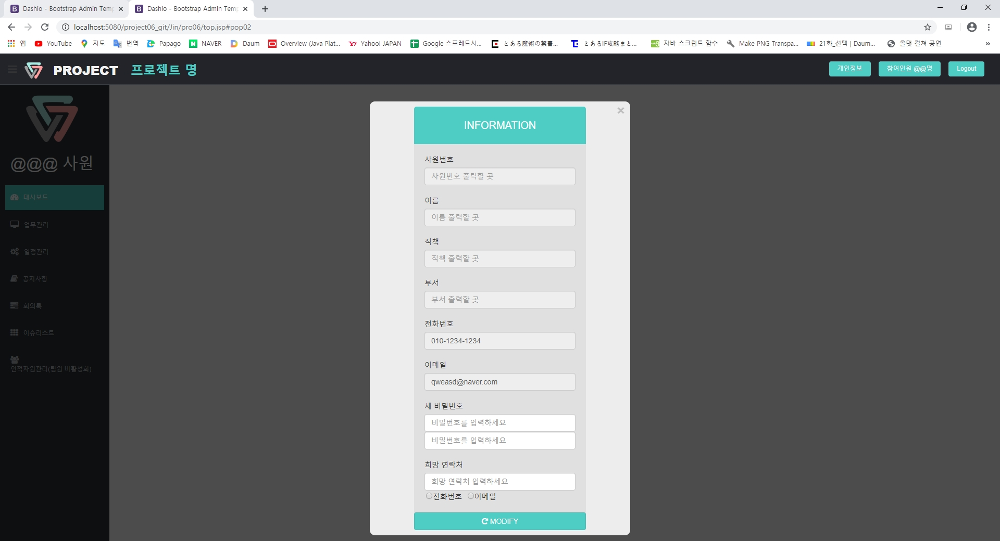 Dashio - Bootstrap Admin Temp
Dashio - Bootstrap Admin Temp
localhost:5080/project06_git/Jin/pro06/top.jsp#pop02
앱 YouTube 지도 번역 Papago NAVER Daum Overview (Java Plat... Yahoo! JAPAN Google 스프레드시... とある魔術の禁書... とあるIF攻略まと... 자바 스크립트 함수 Make PNG Transpa... 21화_선택 | Daum... 올댓 컬쳐 공연 »
PROJECT 프로젝트 명
개인정보 참여인원 @@명 Logout
@@@ 사원
대시보드
업무관리
일정관리
공지사항
회의록
이슈리스트
인적자원관리(팀원 비활성화)
INFORMATION
사원번호
사원번호 출력할 곳
이름
이름 출력할 곳
직책
직책 출력할 곳
부서
부서 출력할 곳
전화번호
010-1234-1234
이메일
qweasd@naver.com
새 비밀번호
비밀번호를 입력하세요
비밀번호를 입력하세요
희망 연락처
희망 연락처 입력하세요
전화번호 이메일
MODIFY